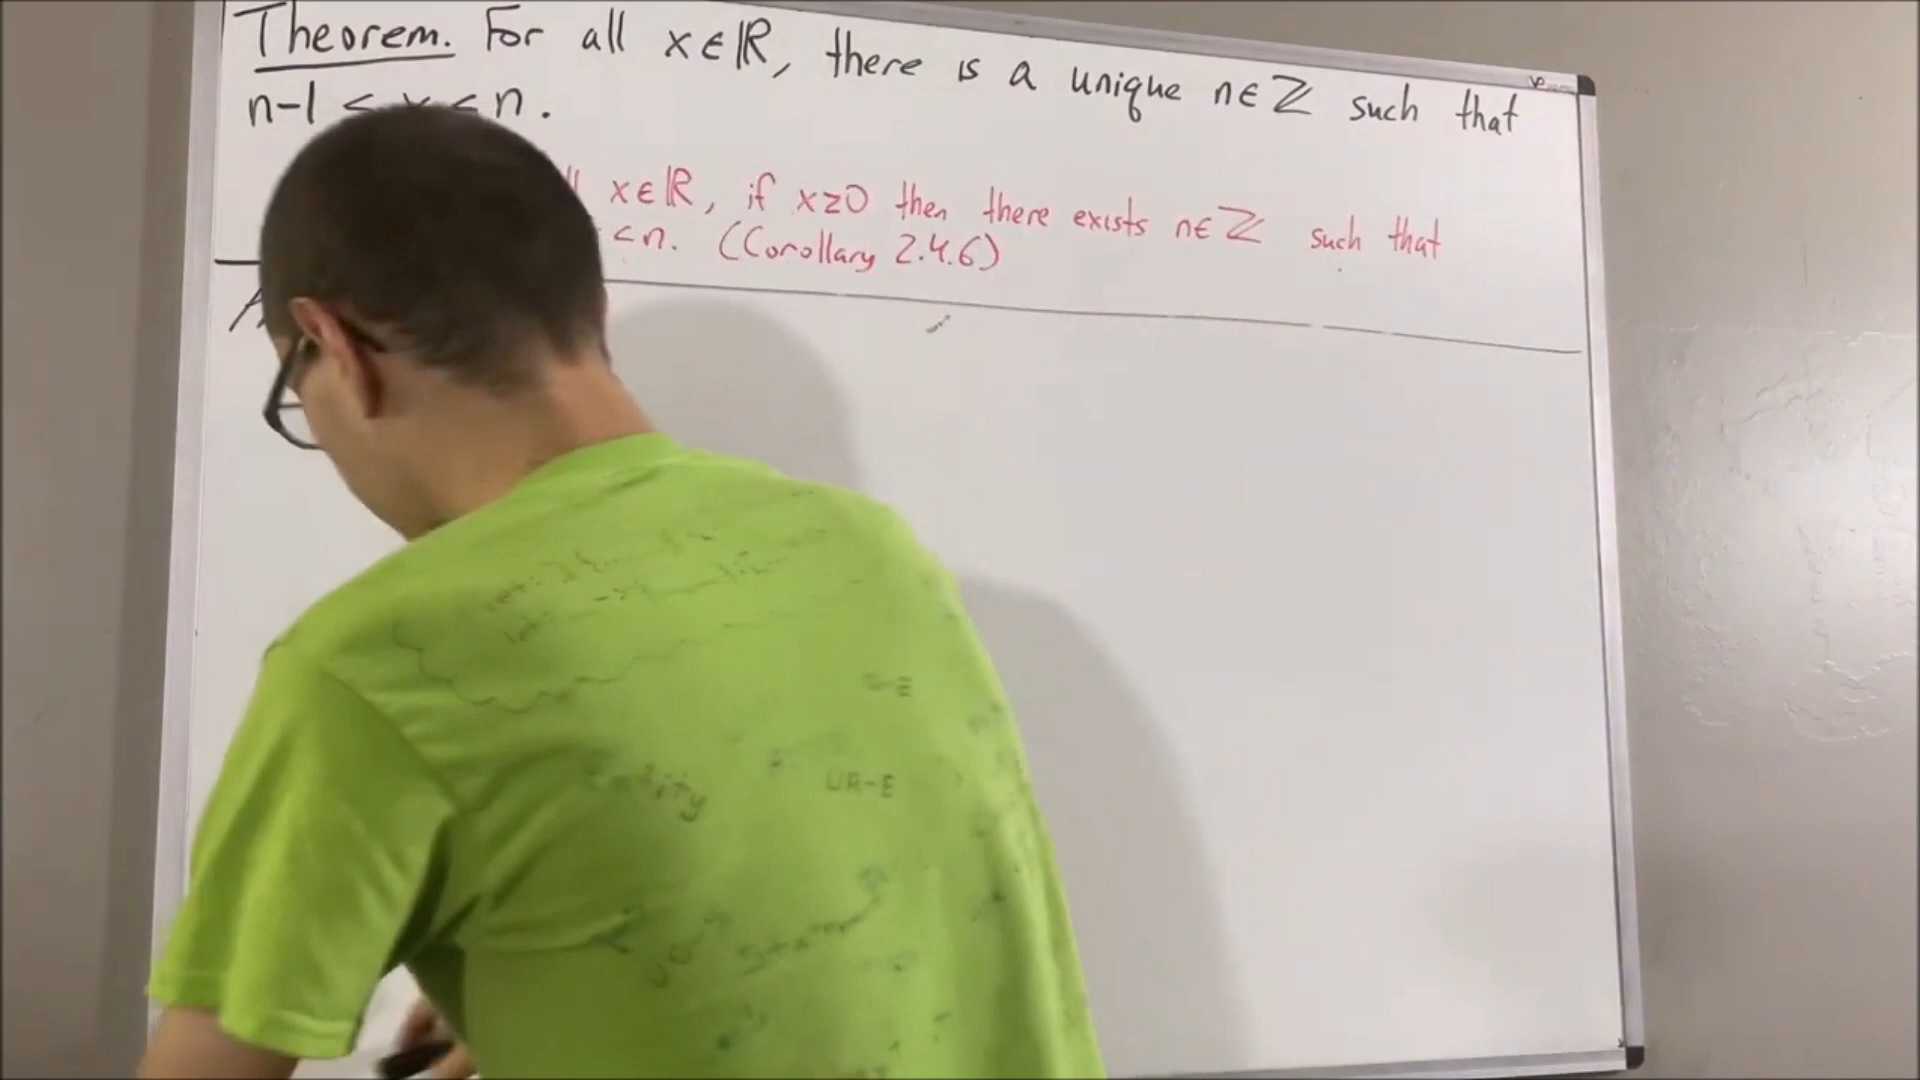 Theorem. For all x∈ℝ, there is a unique n∈ℤ such that
n-1 < n.
x∈ℝ, if x≥0 then there exists n∈ℤ such that
<n. (Corollary 2.4.6)
UR-E